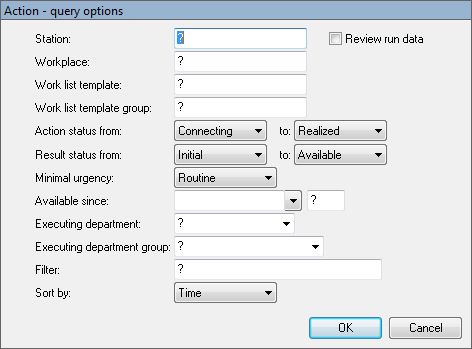 Action - query options
Station: ? Review run data
Workplace: ?
Work list template: ?
Work list template group: ?
Action status from: Connecting to: Realized
Result status from: Initial to: Available
Minimal urgency: Routine
Available since: ?
Executing department: ?
Executing department group: ?
Filter: ?
Sort by: Time
OK Cancel